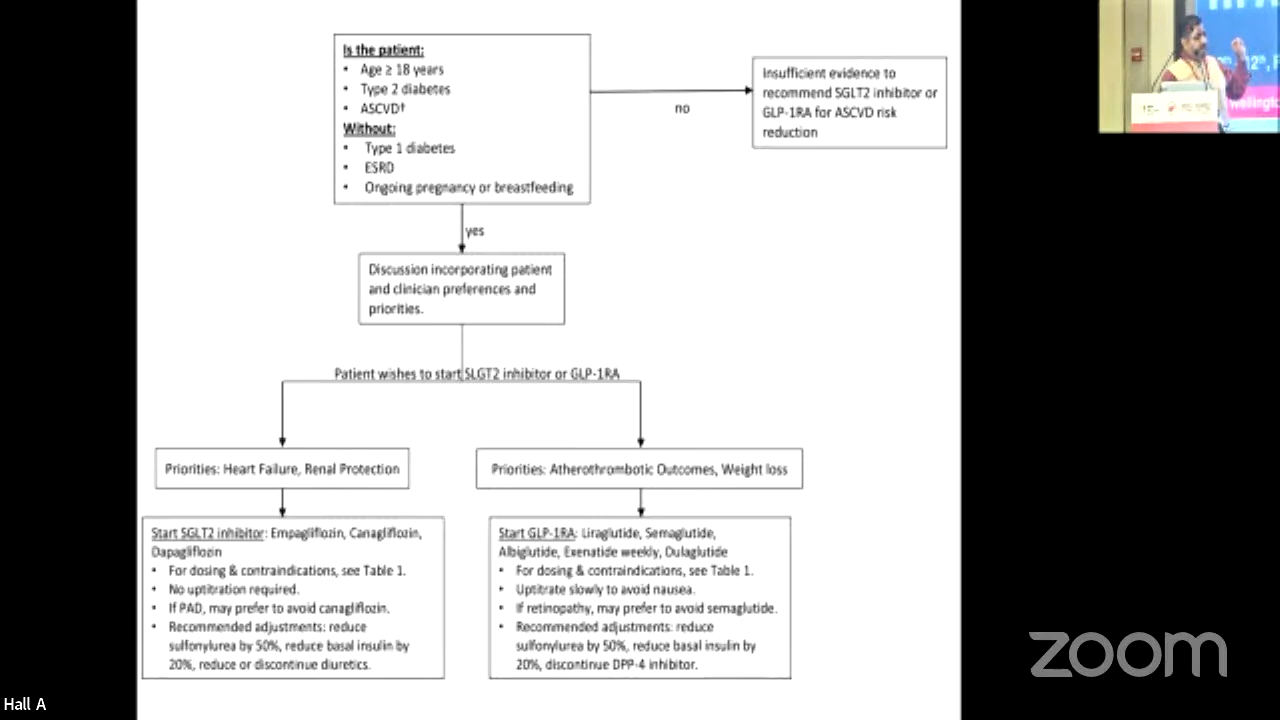 Is the patient:
• Age ≥ 18 years
• Type 2 diabetes
• ASCVD†
Without:
• Type 1 diabetes
• ESRD
• Ongoing pregnancy or breastfeeding
no
Insufficient evidence to
recommend SGLT2 inhibitor or
GLP-1RA for ASCVD risk
reduction
yes
Discussion incorporating patient
and clinician preferences and
priorities.
Patient wishes to start SLGT2 inhibitor or GLP-1RA
Priorities: Heart Failure, Renal Protection
Priorities: Atherothrombotic Outcomes, Weight loss
Start SGLT2 inhibitor: Empagliflozin, Canagliflozin,
Dapagliflozin
• For dosing & contraindications, see Table 1.
• No uptitration required.
• If PAD, may prefer to avoid canagliflozin.
• Recommended adjustments: reduce
sulfonylurea by 50%, reduce basal insulin by
20%, reduce or discontinue diuretics.
Start GLP-1RA: Liraglutide, Semaglutide,
Albiglutide, Exenatide weekly, Dulaglutide
• For dosing & contraindications, see Table 1.
• Uptitrate slowly to avoid nausea.
• If retinopathy, may prefer to avoid semaglutide.
• Recommended adjustments: reduce
sulfonylurea by 50%, reduce basal insulin by
20%, discontinue DPP-4 inhibitor.
zoom
Hall A